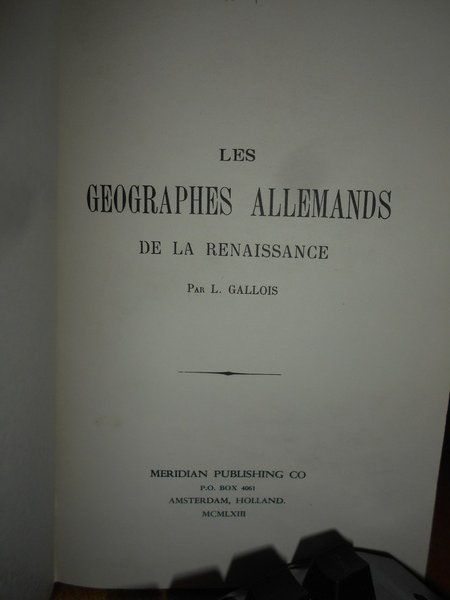 LES
GEOGRAPHES ALLEMANDS
DE LA RENAISSANCE
PAR L. GALLOIS
MERIDIAN PUBLISHING CO
P.O. BOX 4061
AMSTERDAM, HOLLAND.
MCMLXIII